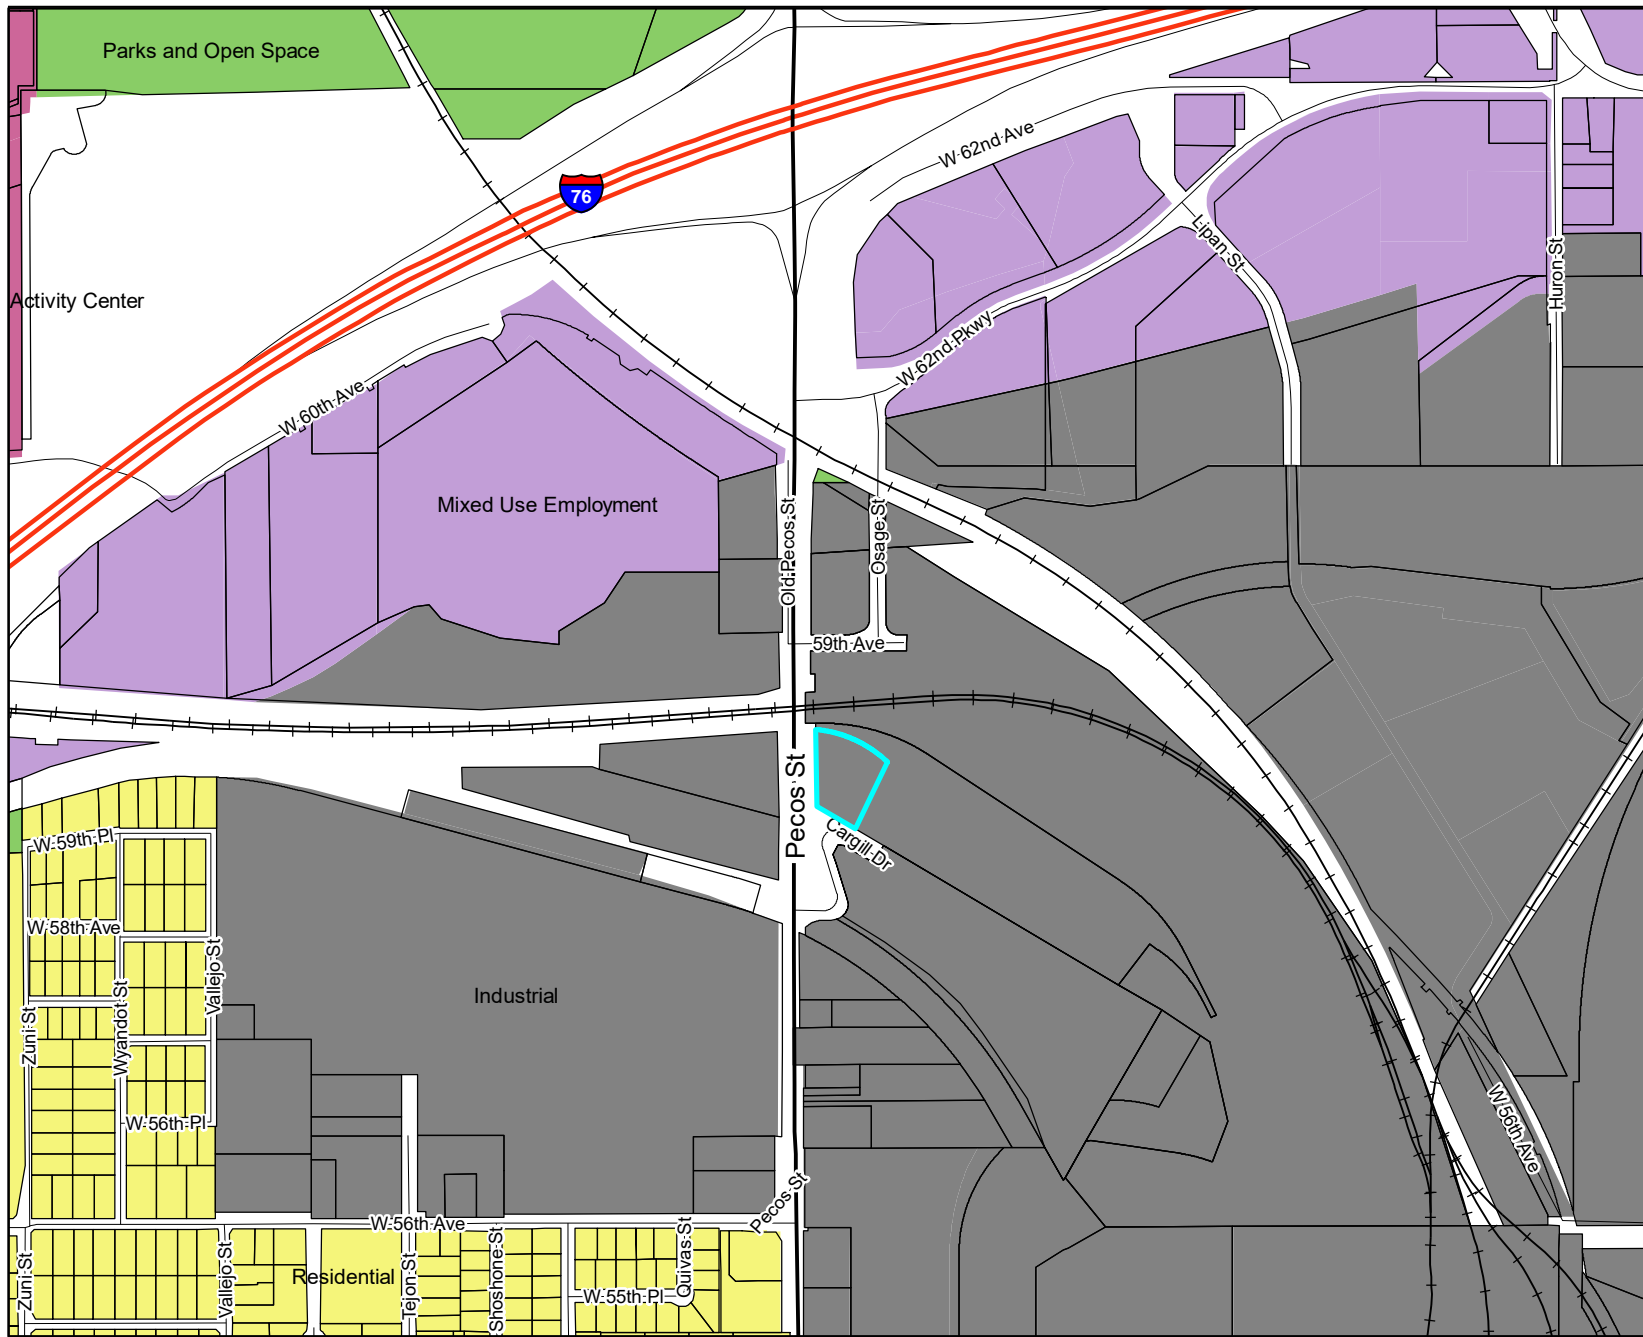 Parks and Open Space
W 62nd Ave
76
Lipan St
Huron St
Activity Center
W 62nd Pkwy
W 60th Ave
Mixed Use Employment
Old Pecos St
Osage St
59th Ave
Pecos St
Cargill Dr
W 59th Pl
W 58th Ave
Vallejo St
Wyandot St
Zuni St
Industrial
W 56th Pl
W 56th Ave
Pecos St
W 56th Ave
Zuni St
Vallejo St
Residential
Tejon St
Shoshone St
Quivas St
W 55th Pl